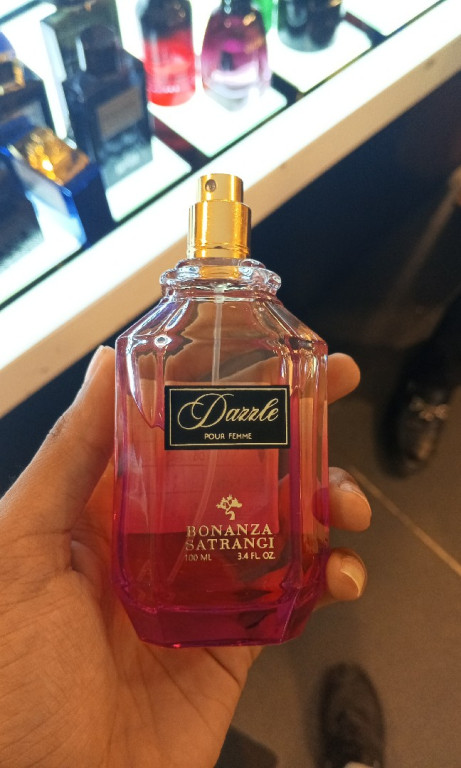 Dazzle
POUR FEMME
BONANZA
SATRANGI
100 ML 3.4 FL. OZ.